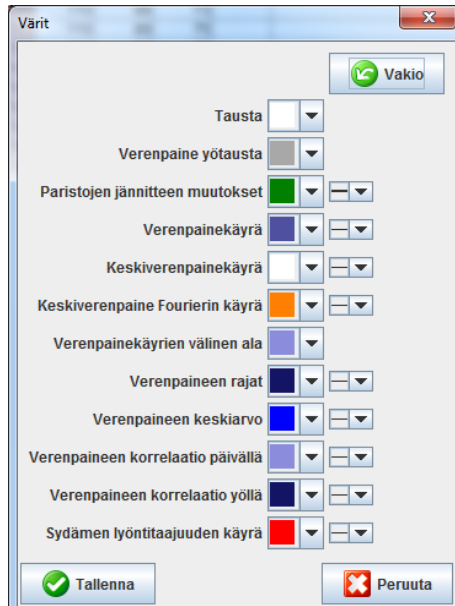 Värit
Vakio
Tausta
Verenpaine yötausta
Paristojen jännitteen muutokset
Verenpainekäyrä
Keskiverenpainekäyrä
Keskiverenpaine Fourierin käyrä
Verenpainekäyrien välinen ala
Verenpaineen rajat
Verenpaineen keskiarvo
Verenpaineen korrelaatio päivällä
Verenpaineen korrelaatio yöllä
Sydämen lyöntitaajuuden käyrä
Tallenna
Peruuta